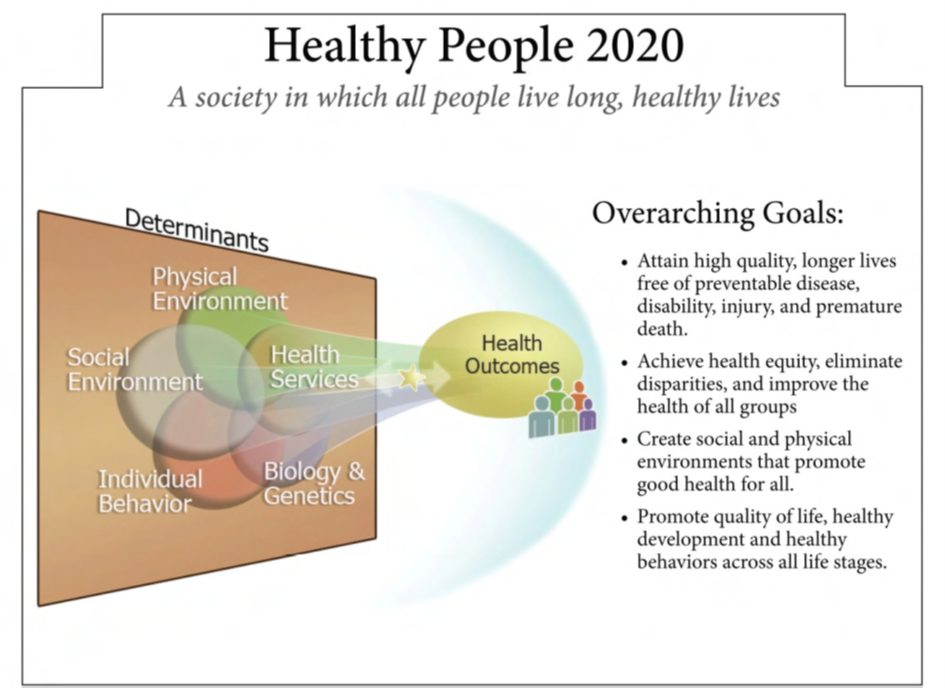 Healthy People 2020
A society in which all people live long, healthy lives
Determinants
Physical
Environment
Social
Environment
Health
Services
Individual
Behavior
Biology &
Genetics
Health
Outcomes
Overarching Goals:
• Attain high quality, longer lives
free of preventable disease,
disability, injury, and premature
death.
• Achieve health equity, eliminate
disparities, and improve the
health of all groups
• Create social and physical
environments that promote
good health for all.
• Promote quality of life, healthy
development and healthy
behaviors across all life stages.